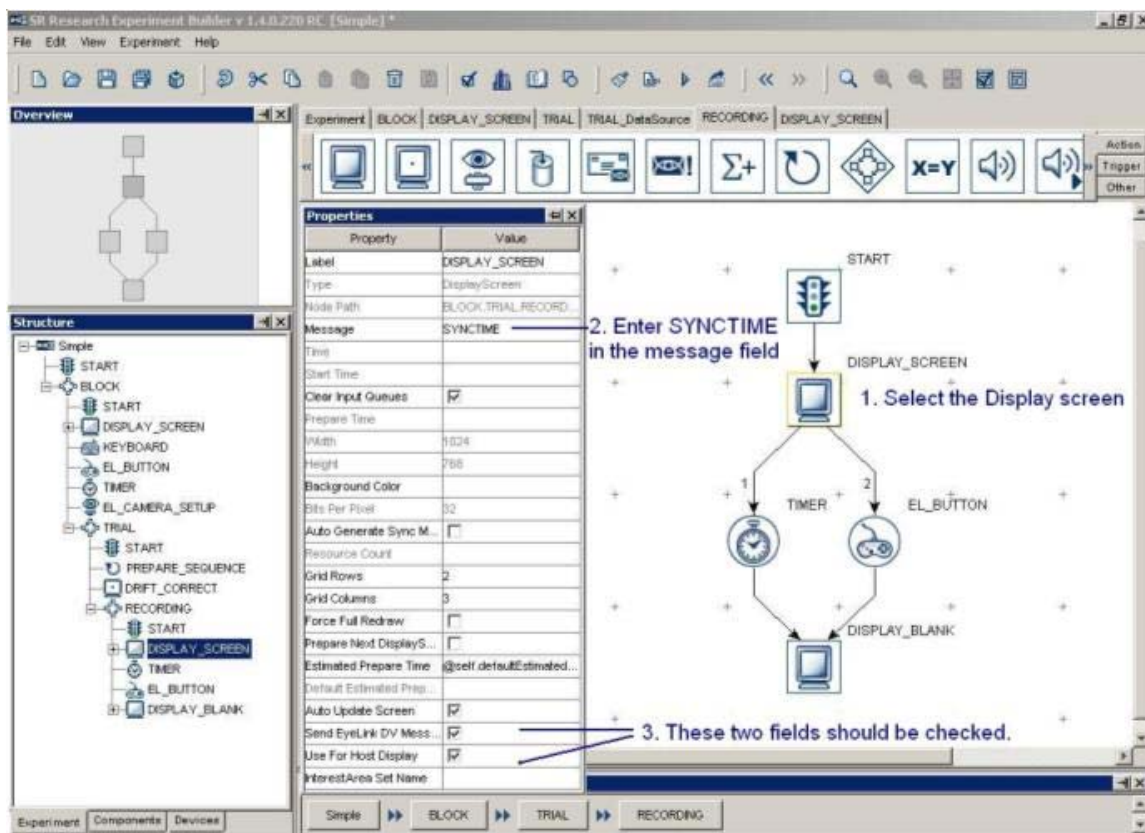 SR Research Experiment Builder v 1.4.0.220 RC [Simple] *
File Edit View Experiment Help
Overview
Experiment BLOCK DISPLAY_SCREEN TRIAL TRIAL_DataSource RECORDING DISPLAY_SCREEN
Action
Trigger
Other
Σ+
X=Y
Properties
Property Value
Label DISPLAY_SCREEN
Type DisplayScreen
Node Path BLOCK.TRIAL.RECORD...
Message SYNCTIME
Time
Start Time
Clear Input Queues
Prepare Time
Width 1024
Height 768
Background Color
Bits Per Pixel 32
Auto Generate Sync M...
Resource Count
Grid Rows 2
Grid Columns 3
Force Full Redraw
Prepare Next DisplayS...
Estimated Prepare Time @self.defaultEstimated...
Default Estimated Prep...
Auto Update Screen
Send EyeLink DV Mess...
Use For Host Display
InterestArea Set Name
Structure
Simple
START
BLOCK
START
DISPLAY_SCREEN
KEYBOARD
EL_BUTTON
TIMER
EL_CAMERA_SETUP
TRIAL
START
PREPARE_SEQUENCE
DRIFT_CORRECT
RECORDING
START
DISPLAY_SCREEN
TIMER
EL_BUTTON
DISPLAY_BLANK
Experiment Components Devices
START
DISPLAY_SCREEN
1. Select the Display screen
2. Enter SYNCTIME
in the message field
1 2
TIMER EL_BUTTON
DISPLAY_BLANK
3. These two fields should be checked.
Simple BLOCK TRIAL RECORDING